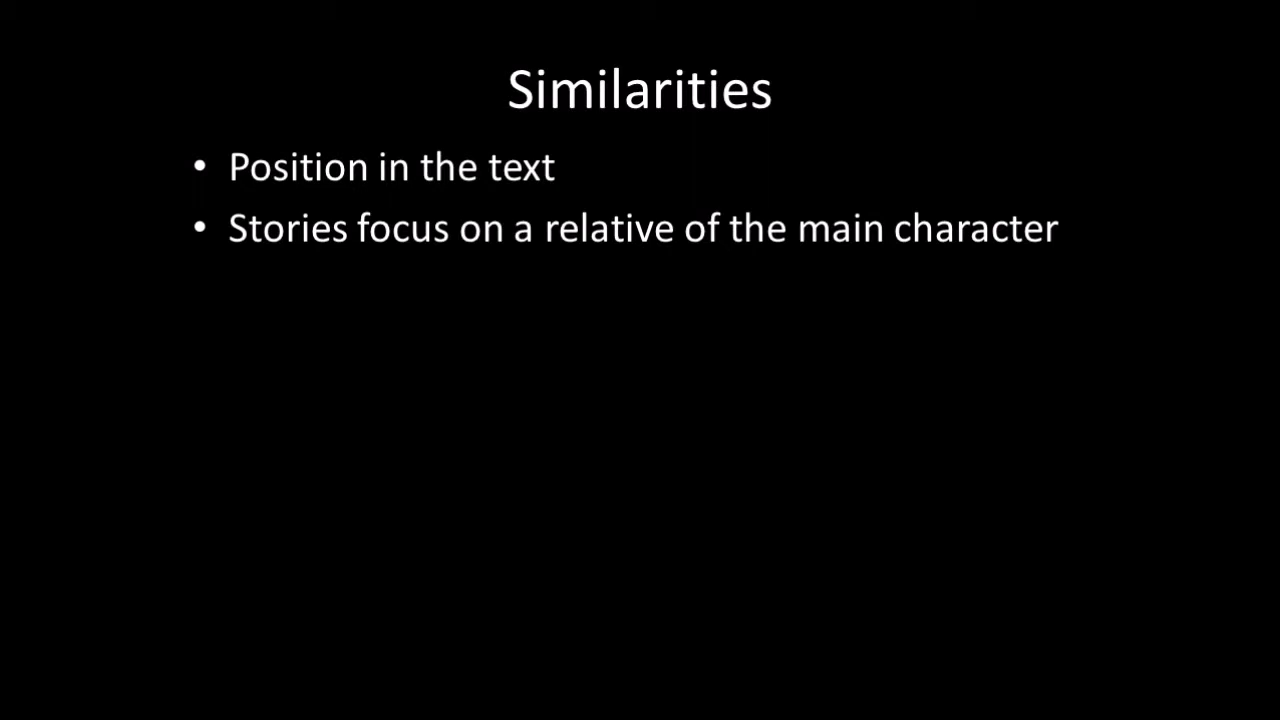 Similarities
• Position in the text
• Stories focus on a relative of the main character